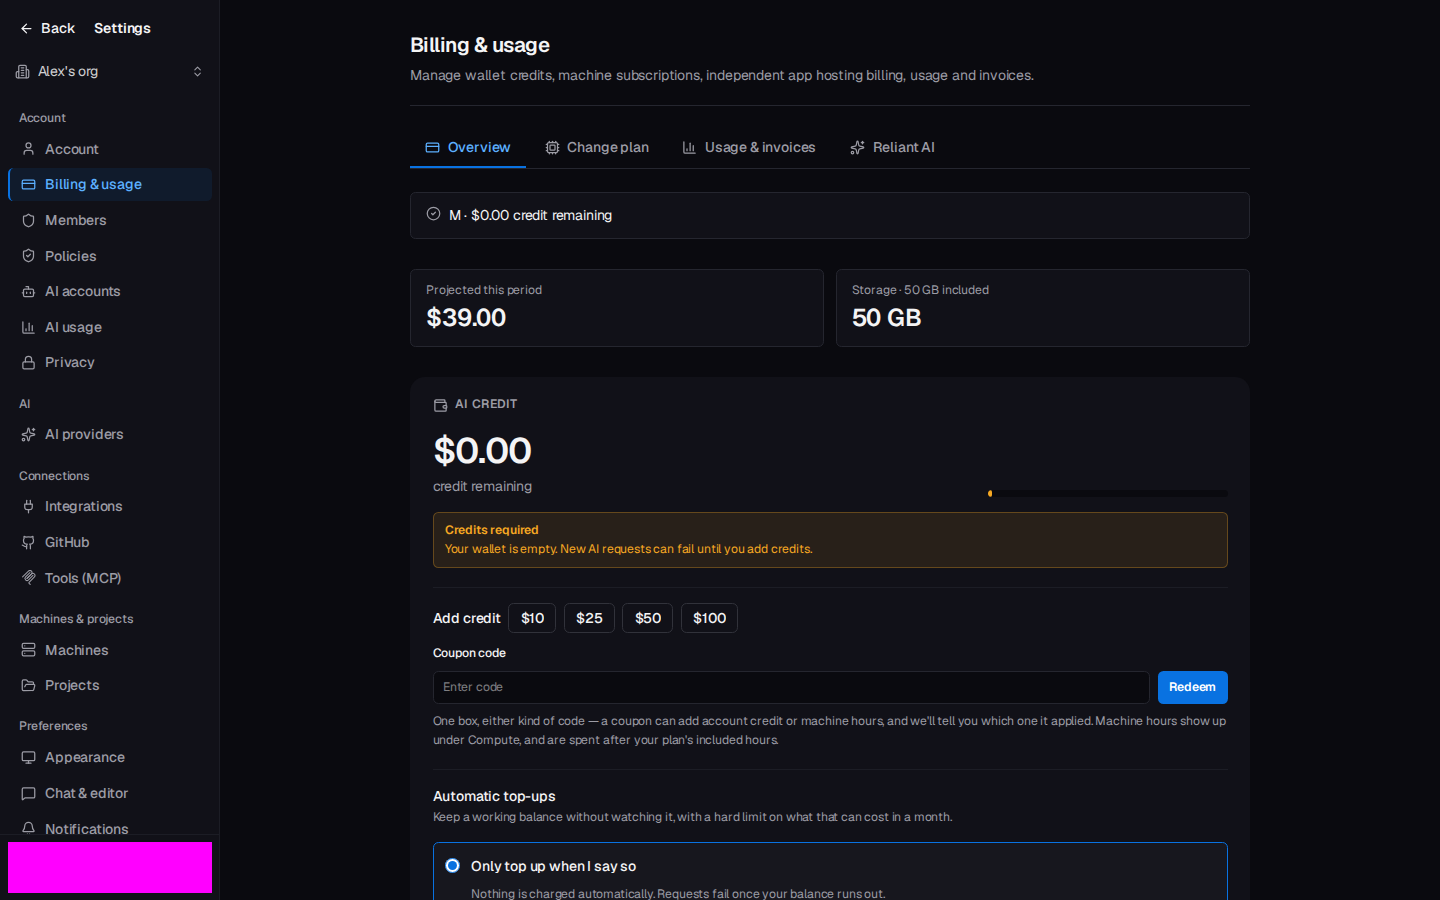 Back Settings
Alex's org
Account
Account
Billing & usage
Members
Policies
AI accounts
AI usage
Privacy
AI
AI providers
Connections
Integrations
GitHub
Tools (MCP)
Machines & projects
Machines
Projects
Preferences
Appearance
Chat & editor
Notifications
Billing & usage
Manage wallet credits, machine subscriptions, independent app hosting billing, usage and invoices.
Overview Change plan Usage & invoices Reliant AI
M · $0.00 credit remaining
Projected this period
$39.00
Storage · 50 GB included
50 GB
AI CREDIT
$0.00
credit remaining
Credits required
Your wallet is empty. New AI requests can fail until you add credits.
Add credit $10 $25 $50 $100
Coupon code
Enter code Redeem
One box, either kind of code — a coupon can add account credit or machine hours, and we'll tell you which one it applied. Machine hours show up
under Compute, and are spent after your plan's included hours.
Automatic top-ups
Keep a working balance without watching it, with a hard limit on what that can cost in a month.
Only top up when I say so
Nothing is charged automatically. Requests fail once your balance runs out.